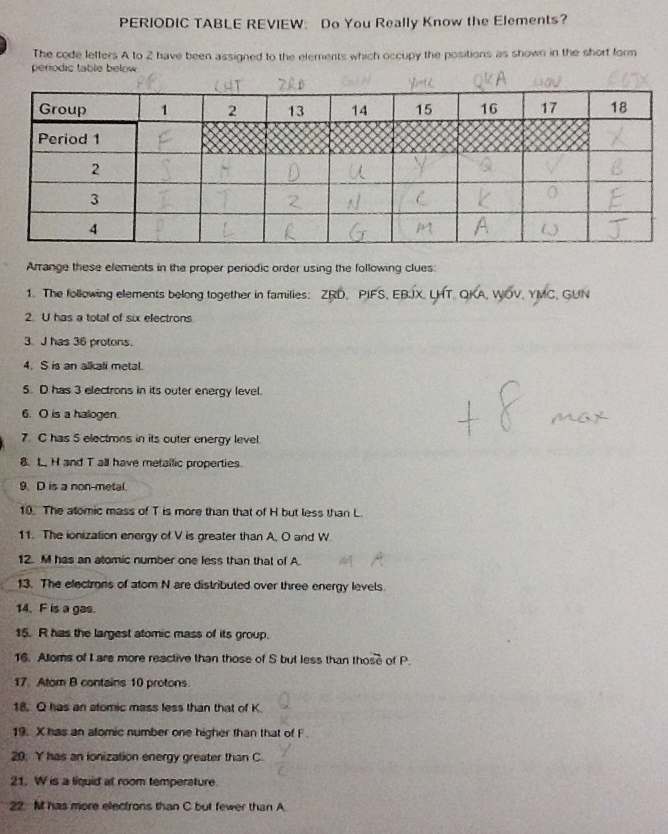 PERIODIC TABLE REVIEW: Do You Really Know the Elements?
The code letters A to Z have been assigned to the elements which occupy the positions as shown in the short form
periodic table below.
LHT ZRD GUN YMC QKA WOV EBJX
Group 1 2 13 14 15 16 17 18
Period 1 F X
2 S H D U Y Q V B
3 I T Z N C K O E
4 P L R G M A W J
Arrange these elements in the proper periodic order using the following clues:
1. The following elements belong together in families: ZRD, PIFS, EBJX, LHT, QKA, WOV, YMC, GUN
2. U has a total of six electrons.
3. J has 36 protons.
4. S is an alkali metal.
5. D has 3 electrons in its outer energy level.
6. O is a halogen.
+8 max
7. C has 5 electrons in its outer energy level.
8. L, H and T all have metallic properties.
9. D is a non-metal.
10. The atomic mass of T is more than that of H but less than L.
11. The ionization energy of V is greater than A, O and W.
12. M has an atomic number one less than that of A. M A
13. The electrons of atom N are distributed over three energy levels.
14. F is a gas.
15. R has the largest atomic mass of its group.
16. Atoms of I are more reactive than those of S but less than those of P.
17. Atom B contains 10 protons.
18. Q has an atomic mass less than that of K. Q
K
19. X has an atomic number one higher than that of F.
20. Y has an ionization energy greater than C. Y
C
21. W is a liquid at room temperature.
22. M has more electrons than C but fewer than A.